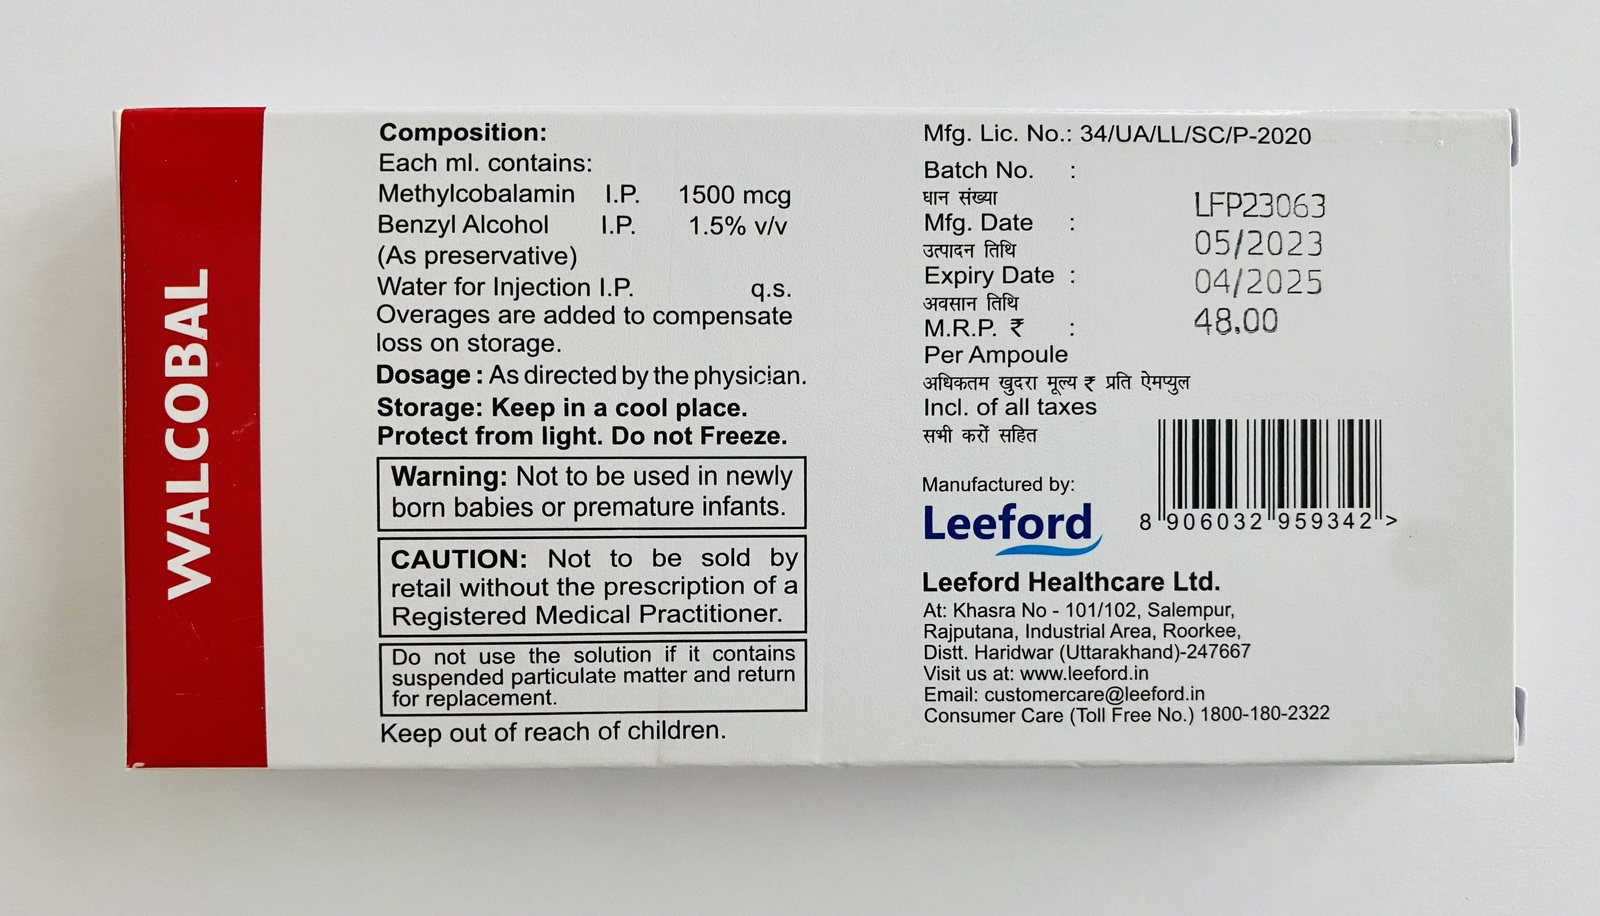 WALCOBAL
Composition:
Each ml. contains:
Methylcobalamin I.P. 1500 mcg
Benzyl Alcohol I.P. 1.5% v/v
(As preservative)
Water for Injection I.P. q.s.
Overages are added to compensate
loss on storage.
Dosage : As directed by the physician.
Storage: Keep in a cool place.
Protect from light. Do not Freeze.
Warning: Not to be used in newly
born babies or premature infants.
CAUTION: Not to be sold by
retail without the prescription of a
Registered Medical Practitioner.
Do not use the solution if it contains
suspended particulate matter and return
for replacement.
Keep out of reach of children.
Mfg. Lic. No.: 34/UA/LL/SC/P-2020
Batch No. :
घान संख्या
LFP23063
Mfg. Date :
05/2023
उत्पादन तिथि
Expiry Date :
04/2025
अवसान तिथि
M.R.P. ₹ :
48.00
Per Ampoule
अधिकतम खुदरा मूल्य ₹ प्रति ऐमप्युल
Incl. of all taxes
सभी करों सहित
Manufactured by:
Leeford
8 906032 959342 >
Leeford Healthcare Ltd.
At: Khasra No - 101/102, Salempur,
Rajputana, Industrial Area, Roorkee,
Distt. Haridwar (Uttarakhand)-247667
Visit us at: www.leeford.in
Email: customercare@leeford.in
Consumer Care (Toll Free No.) 1800-180-2322